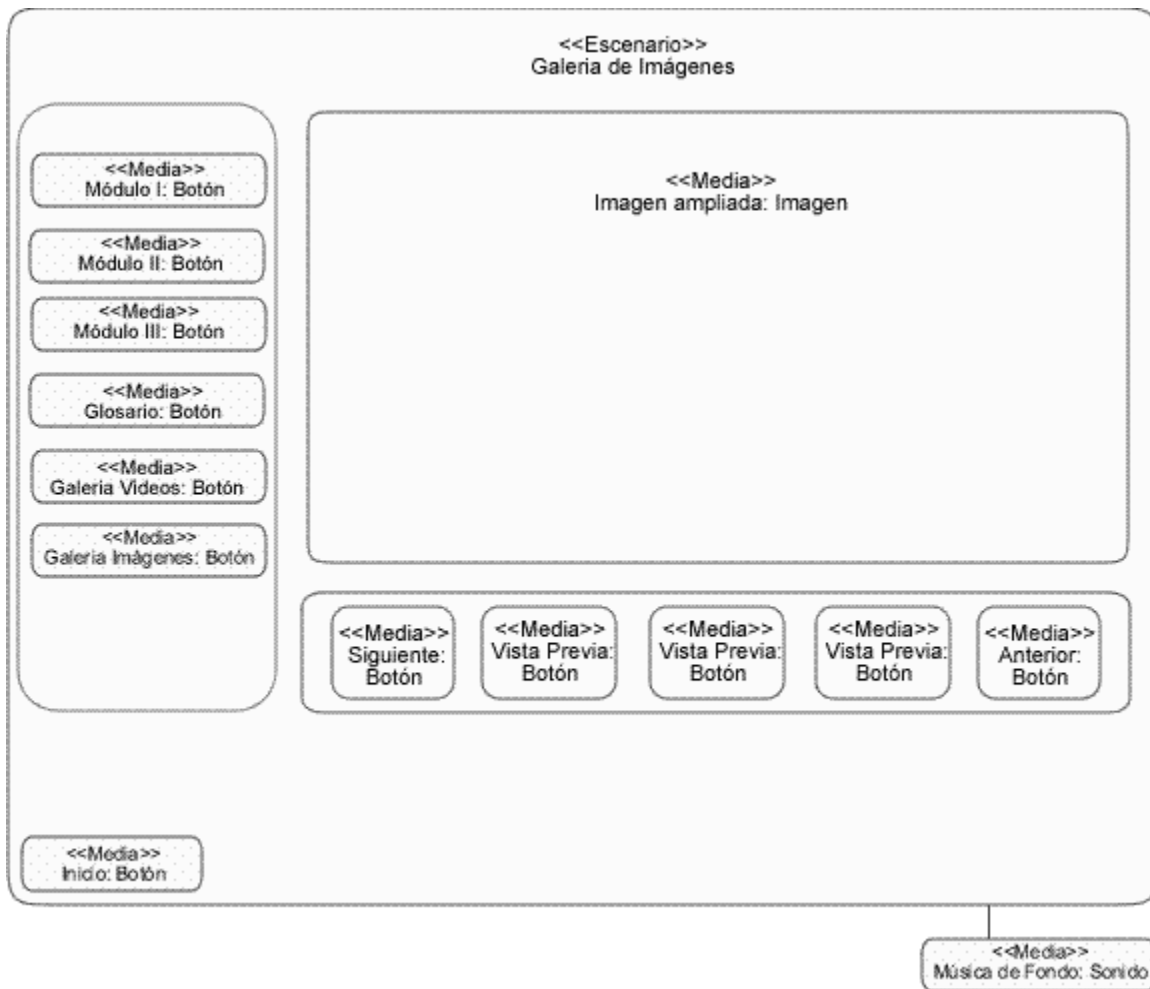 <<Escenario>>
Galeria de Imágenes
<<Media>>
Módulo I: Botón
<<Media>>
Módulo II: Botón
<<Media>>
Módulo III: Botón
<<Media>>
Glosario: Botón
<<Media>>
Galeria Videos: Botón
<<Media>>
Galeria Imágenes: Botón
<<Media>>
Imagen ampliada: Imagen
<<Media>>
Siguiente:
Botón
<<Media>>
Vista Previa:
Botón
<<Media>>
Vista Previa:
Botón
<<Media>>
Vista Previa:
Botón
<<Media>>
Anterior:
Botón
<<Media>>
Inicio: Botón
<<Media>>
Música de Fondo: Sonido